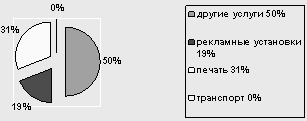 0%
31%
50%
19%
другие услуги 50%
рекламные установки
19%
печать 31%
транспорт 0%